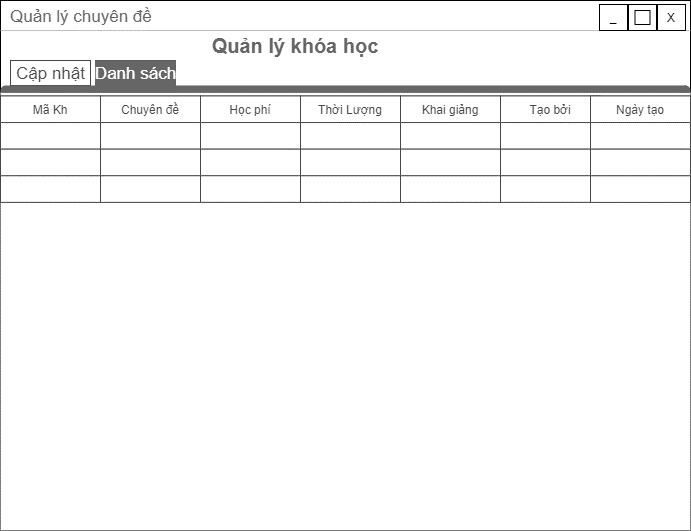 Quản lý chuyên đề
_ X
Quản lý khóa học
Cập nhật Danh sách
Mã Kh Chuyên đề Học phí Thời Lượng Khai giảng Tạo bởi Ngày tạo